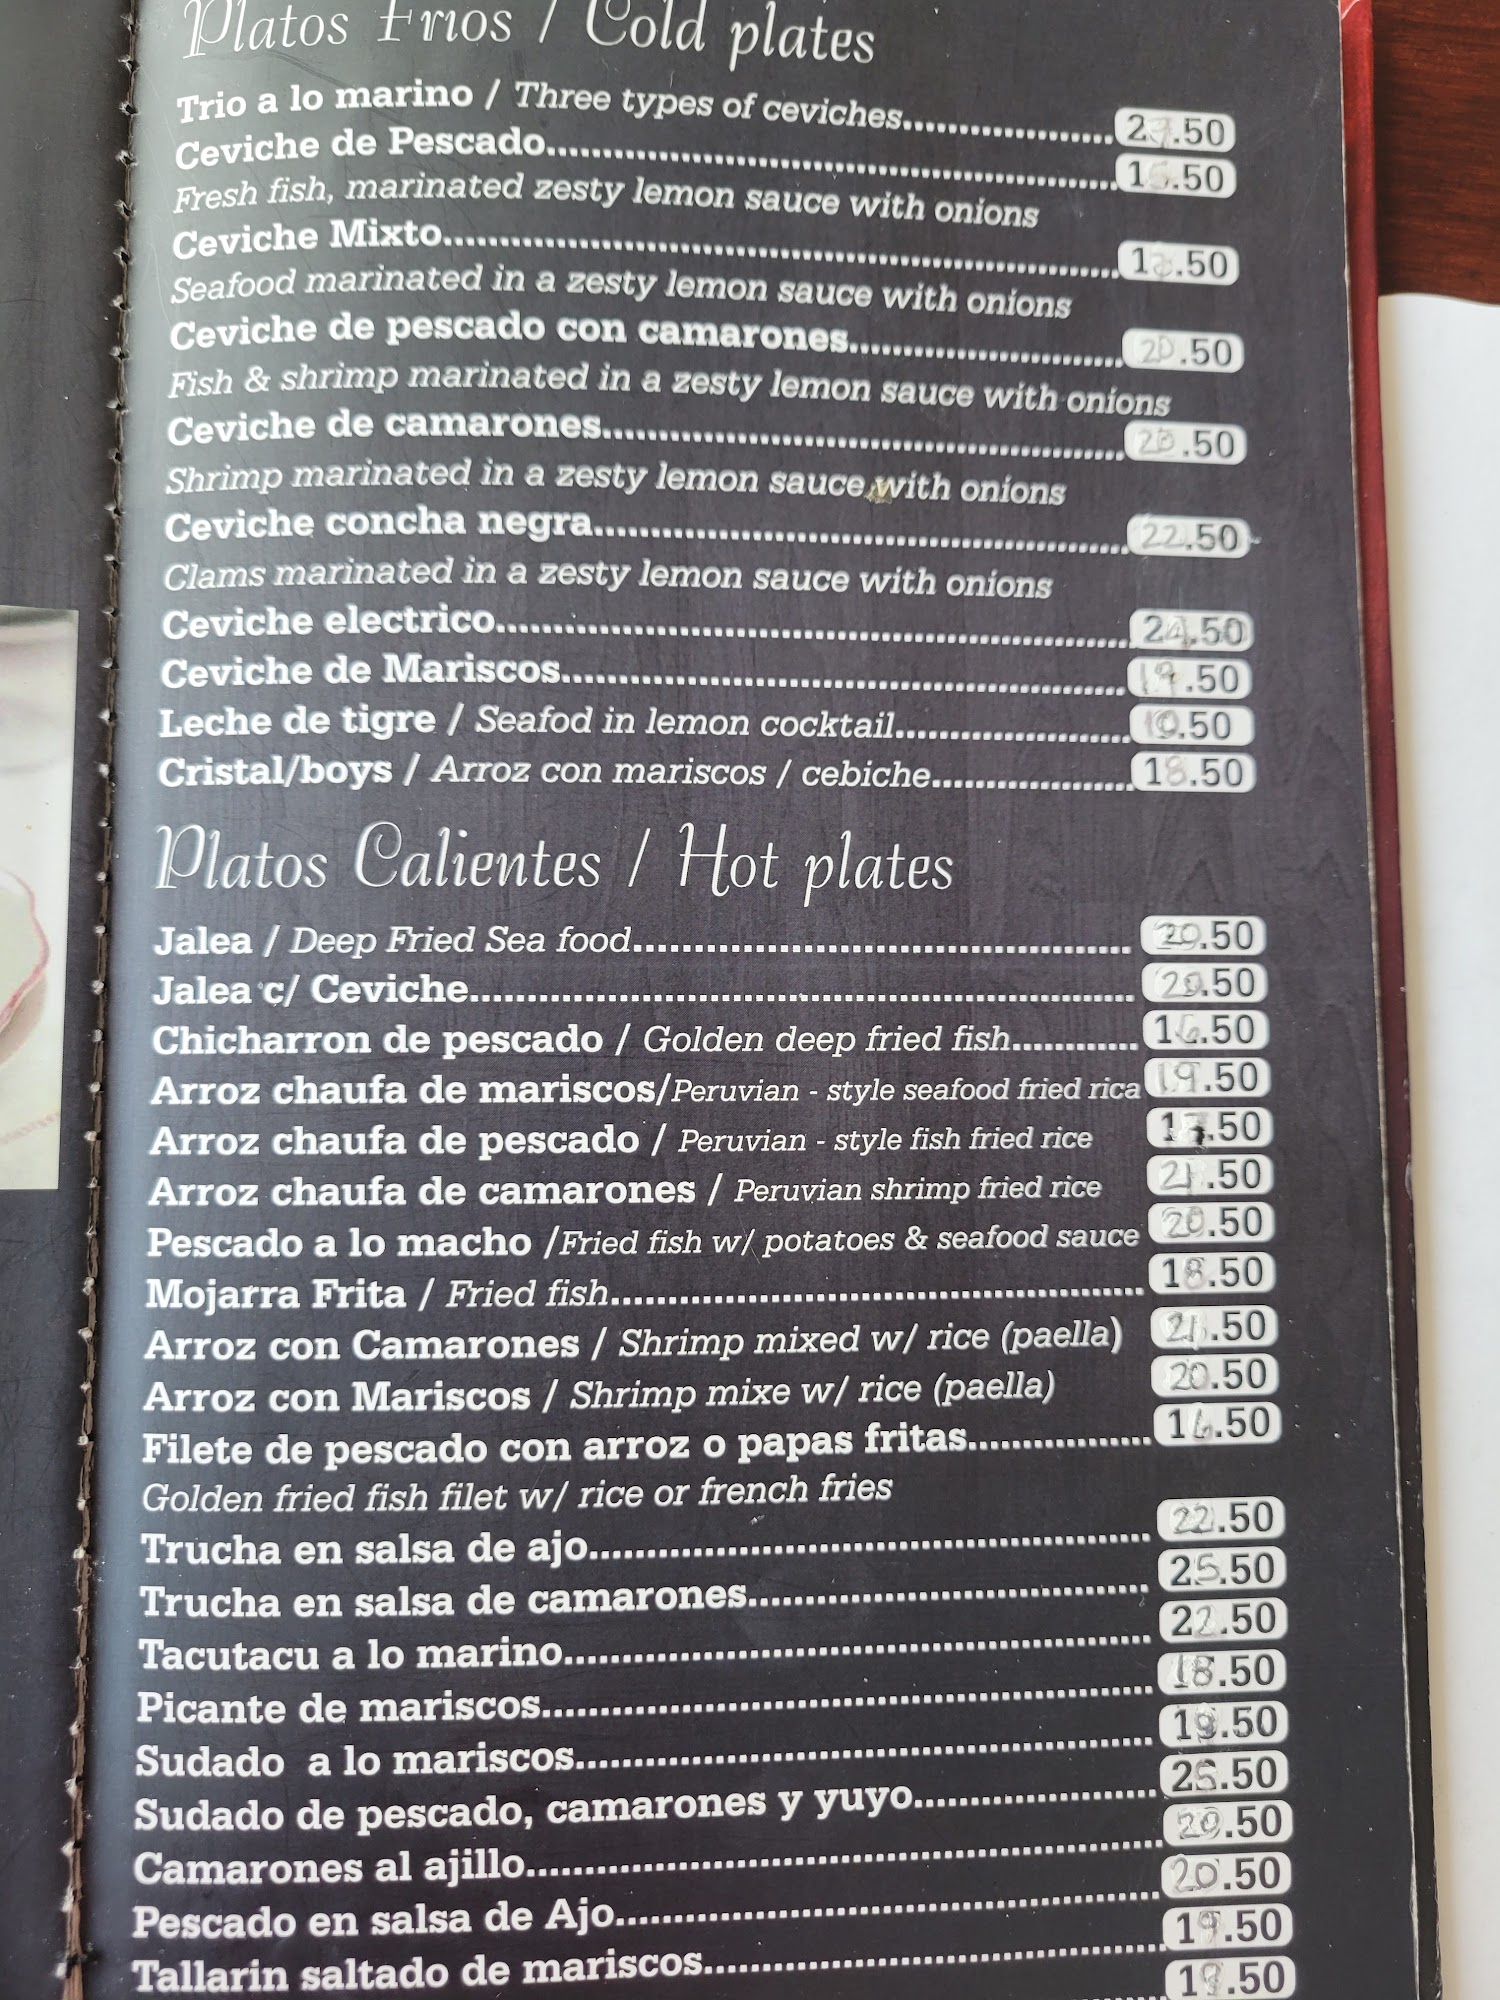 Platos Frios / Cold plates
Trio a lo marino / Three types of ceviches
Ceviche de Pescado
Fresh fish, marinated zesty lemon sauce with onions
Ceviche Mixto
Seafood marinated in a zesty lemon sauce with onions
Ceviche de pescado con camarones 20.50
Fish & shrimp marinated in a zesty lemon sauce with onions
Ceviche de camarones
Shrimp marinated in a zesty lemon sauce with onions
Ceviche concha negra 22.50
Clams marinated in a zesty lemon sauce with onions
Ceviche electrico 24.50
Ceviche de Mariscos 19.50
Leche de tigre / Seafod in lemon cocktail 10.50
Cristal/boys / Arroz con mariscos / cebiche 18.50
Platos Calientes / Hot plates
Jalea / Deep Fried Sea food 20.50
Jalea c/ Ceviche
Chicharron de pescado / Golden deep fried fish 16.50
Arroz chaufa de mariscos/Peruvian - style seafood fried rica 19.50
Arroz chaufa de pescado / Peruvian - style fish fried rice 17.50
Arroz chaufa de camarones / Peruvian shrimp fried rice 21.50
Pescado a lo macho /Fried fish w/ potatoes & seafood sauce 20.50
Mojarra Frita / Fried fish 18.50
Arroz con Camarones / Shrimp mixed w/ rice (paella) 21.50
Arroz con Mariscos / Shrimp mixe w/ rice (paella) 20.50
Filete de pescado con arroz o papas fritas 16.50
Golden fried fish filet w/ rice or french fries
Trucha en salsa de ajo 22.50
Trucha en salsa de camarones 25.50
Tacutacu a lo marino 22.50
Picante de mariscos 18.50
Sudado a lo mariscos 19.50
Sudado de pescado, camarones y yuyo 25.50
Camarones al ajillo 20.50
Pescado en salsa de Ajo 20.50
Tallarin saltado de mariscos 19.50